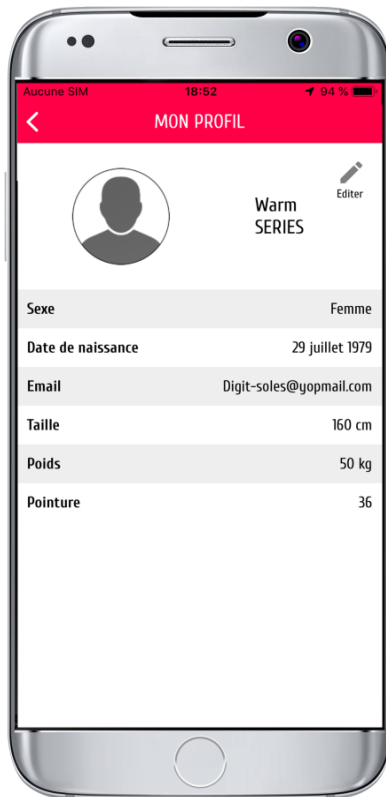 Aucune SIM 18:52 94 %
MON PROFIL
Editer
Warm
SERIES
Sexe Femme
Date de naissance 29 juillet 1979
Email Digit-soles@yopmail.com
Taille 160 cm
Poids 50 kg
Pointure 36